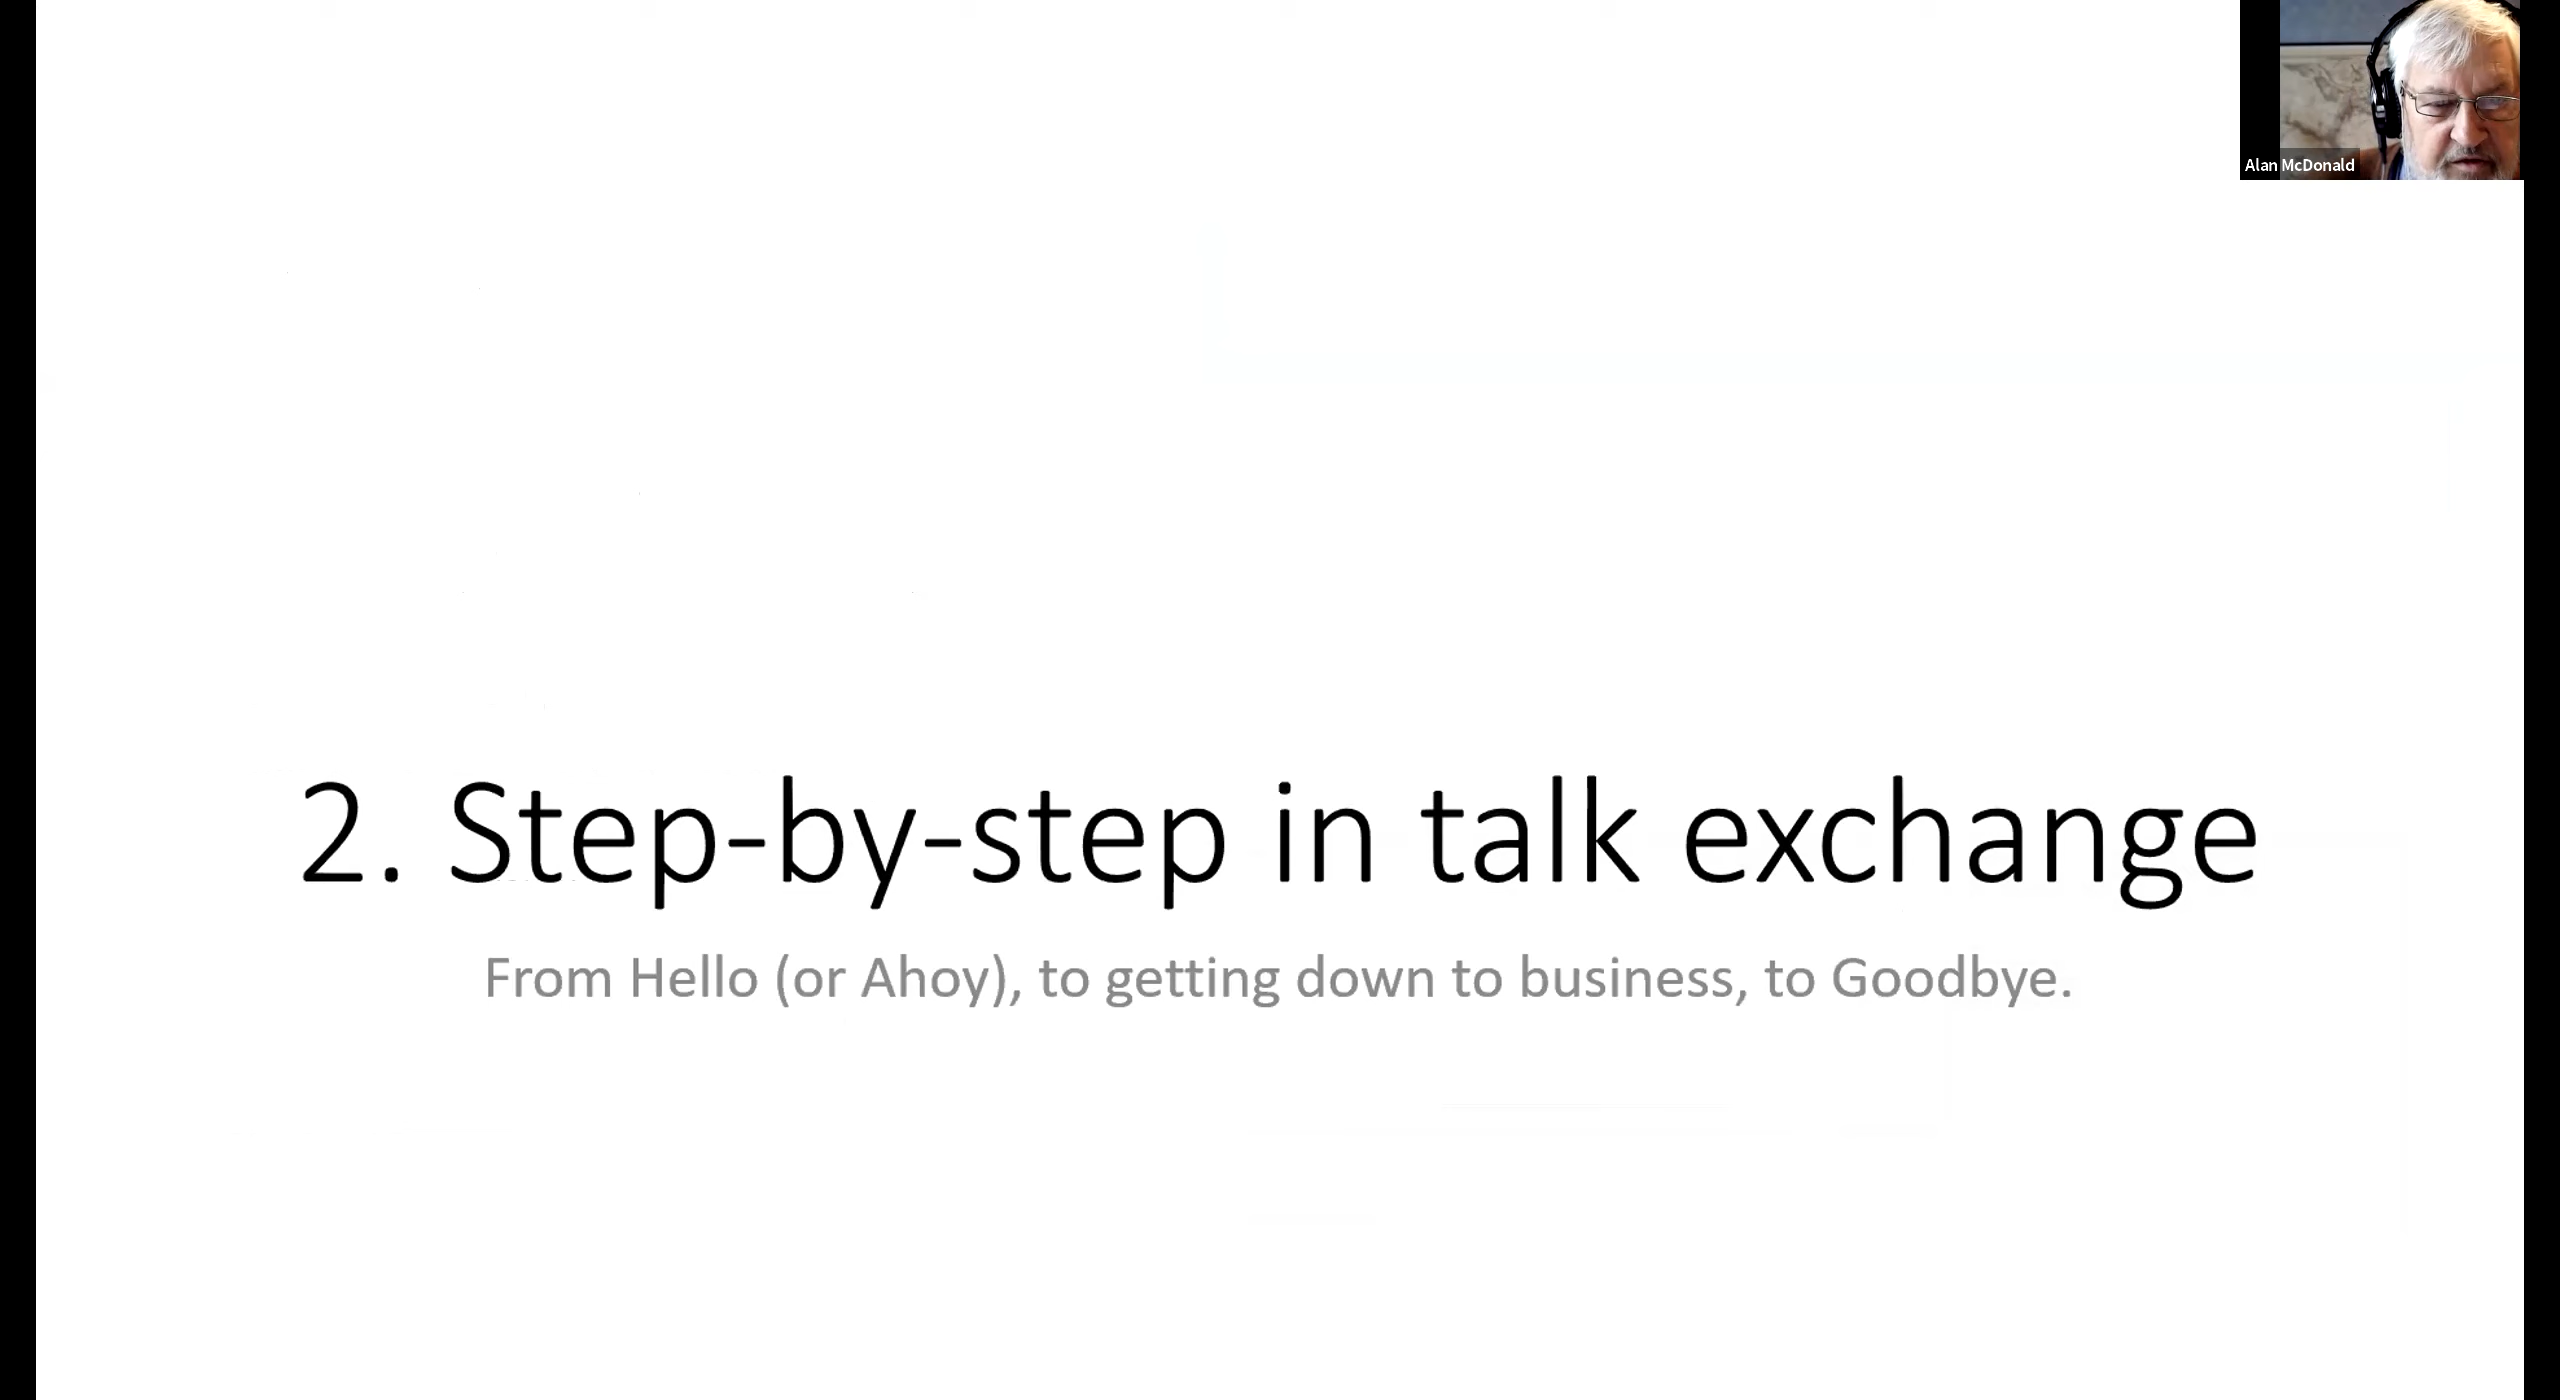 Alan McDonald
2. Step-by-step in talk exchange
From Hello (or Ahoy), to getting down to business, to Goodbye.